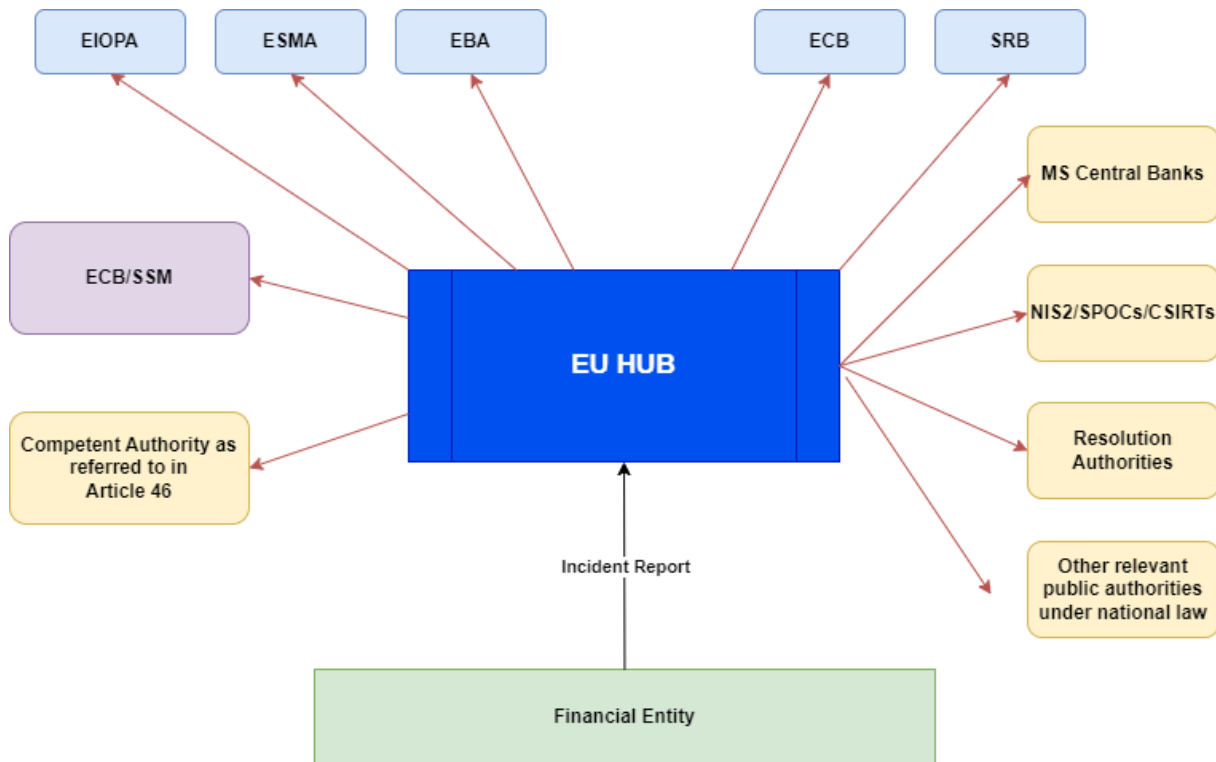 EIOPA
ESMA
EBA
ECB
SRB
MS Central Banks
ECB/SSM
NIS2/SPOCs/CSIRTs
EU HUB
Competent Authority as
referred to in
Article 46
Resolution
Authorities
Incident Report
Other relevant
public authorities
under national law
Financial Entity